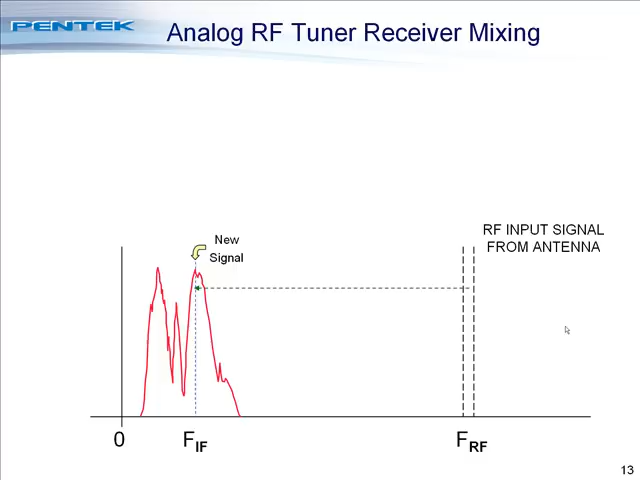 PENTEK
Analog RF Tuner Receiver Mixing
RF INPUT SIGNAL
FROM ANTENNA
New
Signal
0
FIF
FRF
13